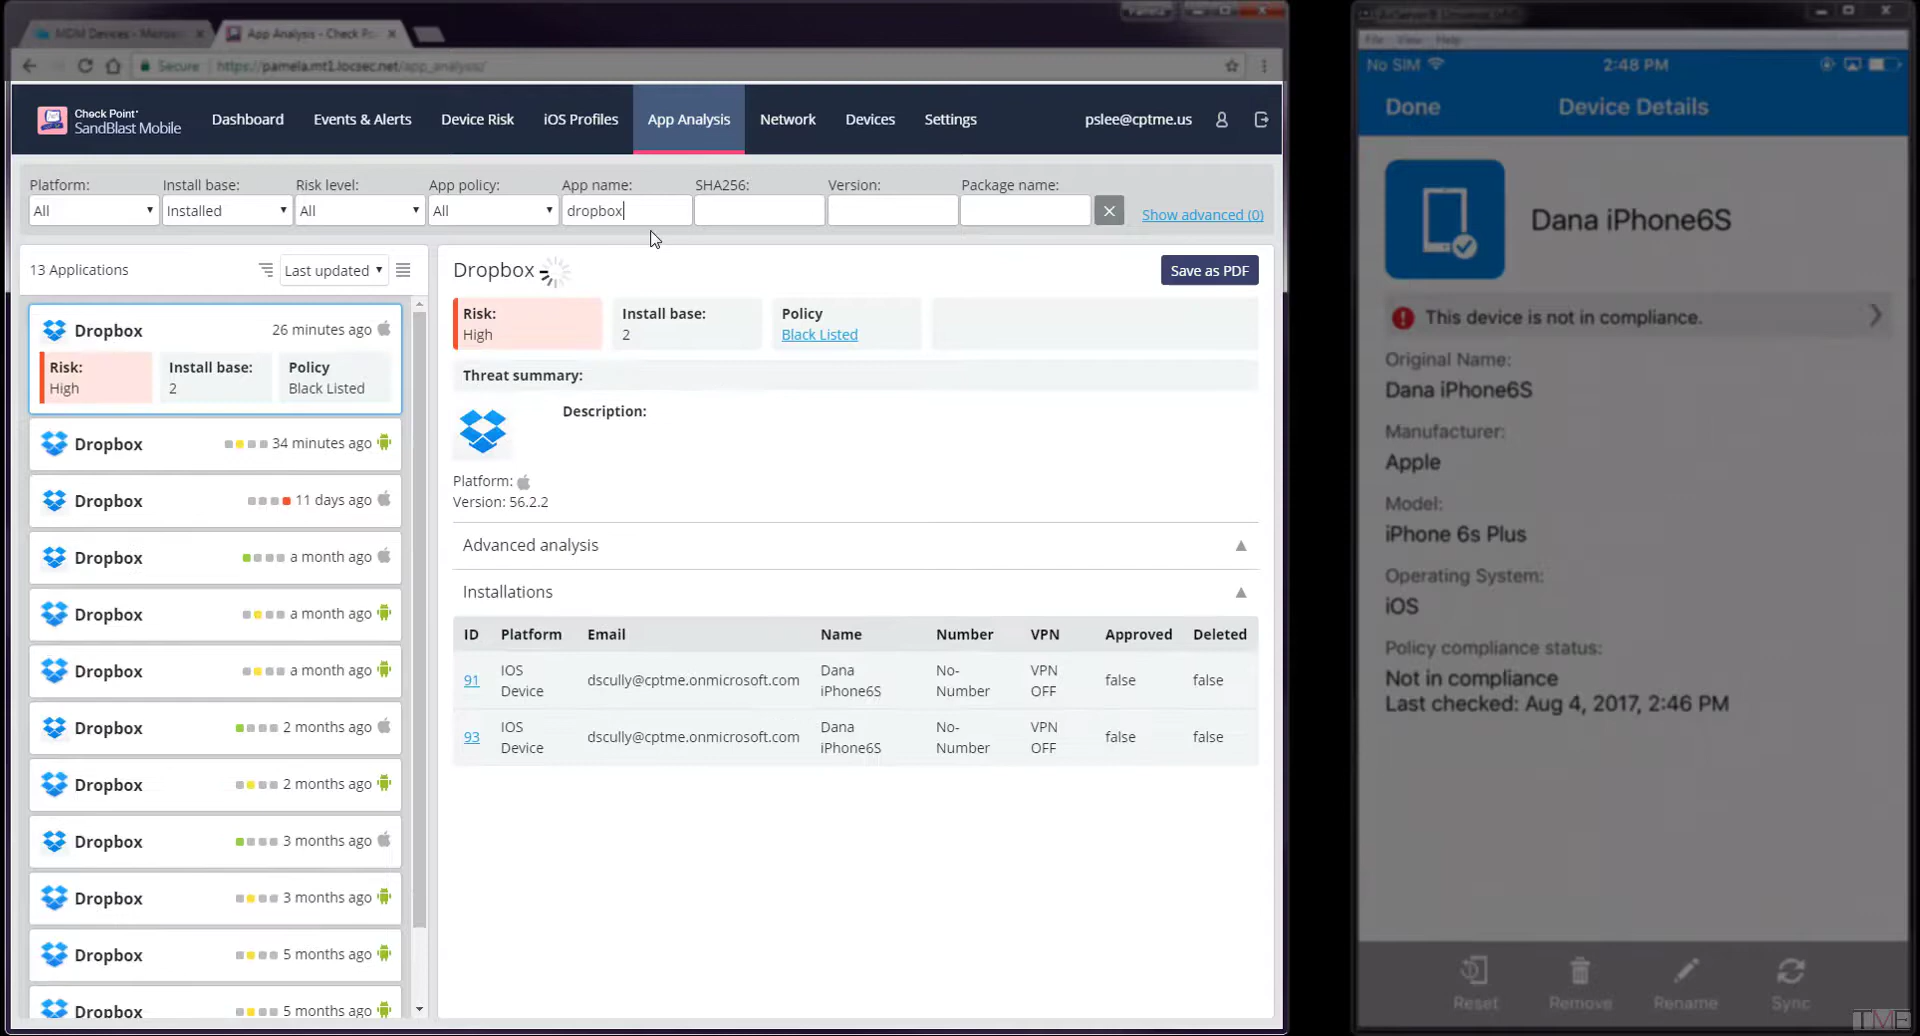 MDM Devices - Micros
App Analysis - Check Po
Pamela
Secure
https://pamela.mt1.locsec.net/app_analysis/
Check Point
SandBlast Mobile
Dashboard
Events & Alerts
Device Risk
iOS Profiles
App Analysis
Network
Devices
Settings
pslee@cptme.us
Platform:
Install base:
Risk level:
App policy:
App name:
SHA256:
Version:
Package name:
All
Installed
All
All
dropbox
Show advanced (0)
13 Applications
Last updated
Dropbox
26 minutes ago
Risk:
High
Install base:
2
Policy
Black Listed
Dropbox
34 minutes ago
Dropbox
11 days ago
Dropbox
a month ago
Dropbox
a month ago
Dropbox
a month ago
Dropbox
2 months ago
Dropbox
2 months ago
Dropbox
3 months ago
Dropbox
3 months ago
Dropbox
5 months ago
Dropbox
5 months ago
Dropbox
Save as PDF
Risk:
High
Install base:
2
Policy
Black Listed
Threat summary:
Description:
Platform:
Version: 56.2.2
Advanced analysis
Installations
ID Platform Email Name Number VPN Approved Deleted
91 IOS Device dscully@cptme.onmicrosoft.com Dana iPhone6S No-Number VPN OFF false false
93 IOS Device dscully@cptme.onmicrosoft.com Dana iPhone6S No-Number VPN OFF false false
File View Help
No SIM
2:48 PM
Done
Device Details
Dana iPhone6S
This device is not in compliance.
Original Name:
Dana iPhone6S
Manufacturer:
Apple
Model:
iPhone 6s Plus
Operating System:
iOS
Policy compliance status:
Not in compliance
Last checked: Aug 4, 2017, 2:46 PM
Reset
Remove
Rename
Sync
TME